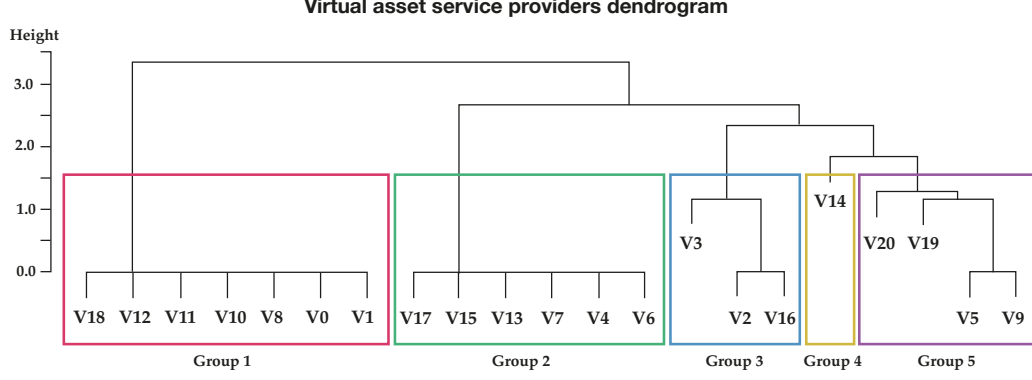 Virtual asset service providers dendrogram
Height
3.0
2.0
1.0
0.0
V14
V3
V20 V19
V18 V12 V11 V10 V8 V0 V1 V17 V15 V13 V7 V4 V6 V2 V16 V5 V9
Group 1 Group 2 Group 3 Group 4 Group 5